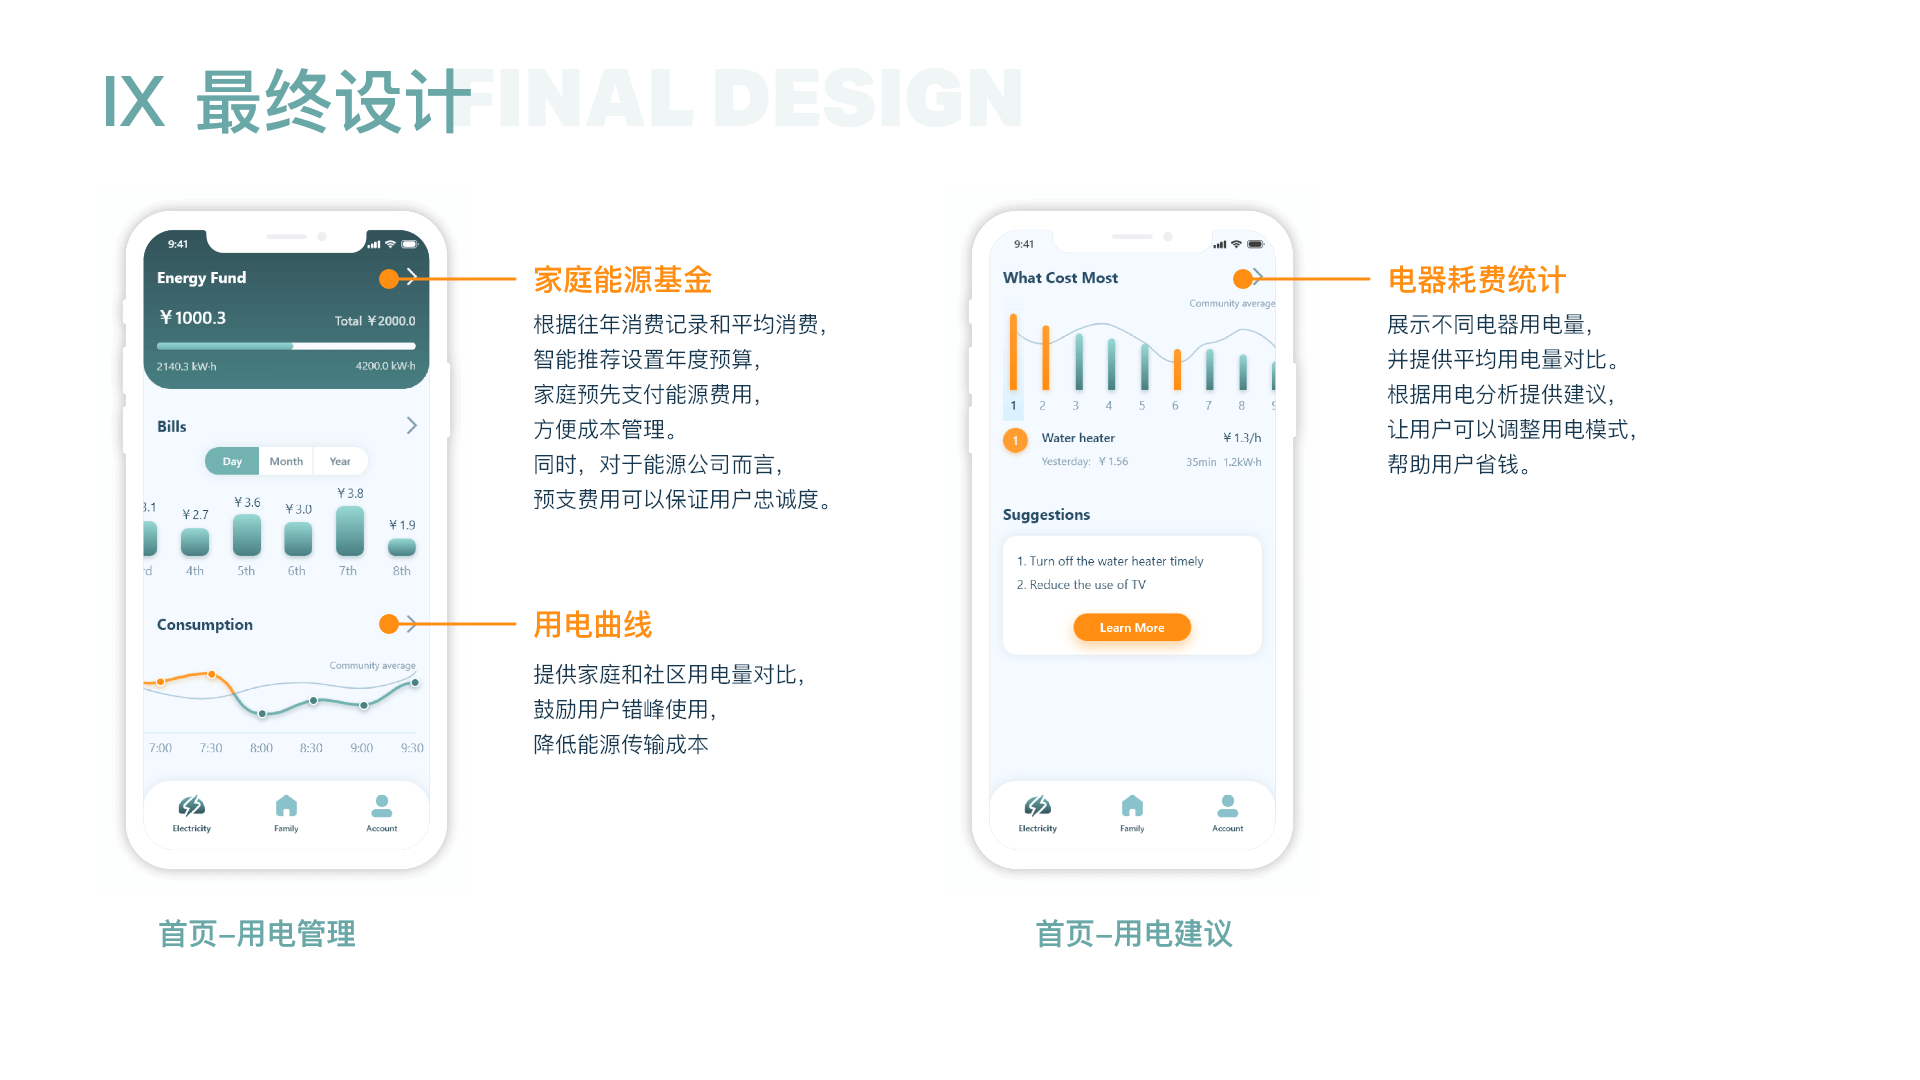 IX 最终设计
FINAL DESIGN
9:41
Energy Fund
¥1000.3
Total ¥2000.0
2140.3 kW·h
4200.0 kW·h
Bills
Day Month Year
3.1 ¥2.7 ¥3.6 ¥3.0 ¥3.8 ¥1.9
rd 4th 5th 6th 7th 8th
Consumption
Community average
7:00 7:30 8:00 8:30 9:00 9:30
Electricity Family Account
首页–用电管理
家庭能源基金
根据往年消费记录和平均消费，
智能推荐设置年度预算，
家庭预先支付能源费用，
方便成本管理。
同时，对于能源公司而言，
预支费用可以保证用户忠诚度。
用电曲线
提供家庭和社区用电量对比，
鼓励用户错峰使用，
降低能源传输成本
9:41
What Cost Most
Community average
1 2 3 4 5 6 7 8 9
1 Water heater ¥1.3/h
Yesterday: ¥1.56 35min 1.2kW·h
Suggestions
1. Turn off the water heater timely
2. Reduce the use of TV
Learn More
Electricity Family Account
首页–用电建议
电器耗费统计
展示不同电器用电量，
并提供平均用电量对比。
根据用电分析提供建议，
让用户可以调整用电模式，
帮助用户省钱。